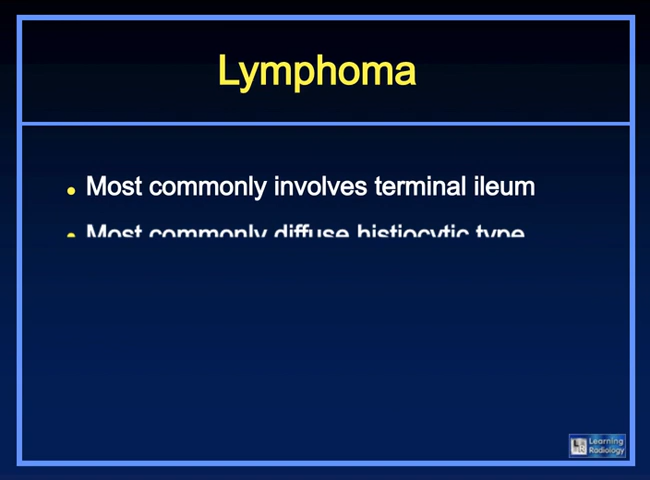 Lymphoma
• Most commonly involves terminal ileum
• Most commonly diffuse histiocytic type
Learning
Radiology